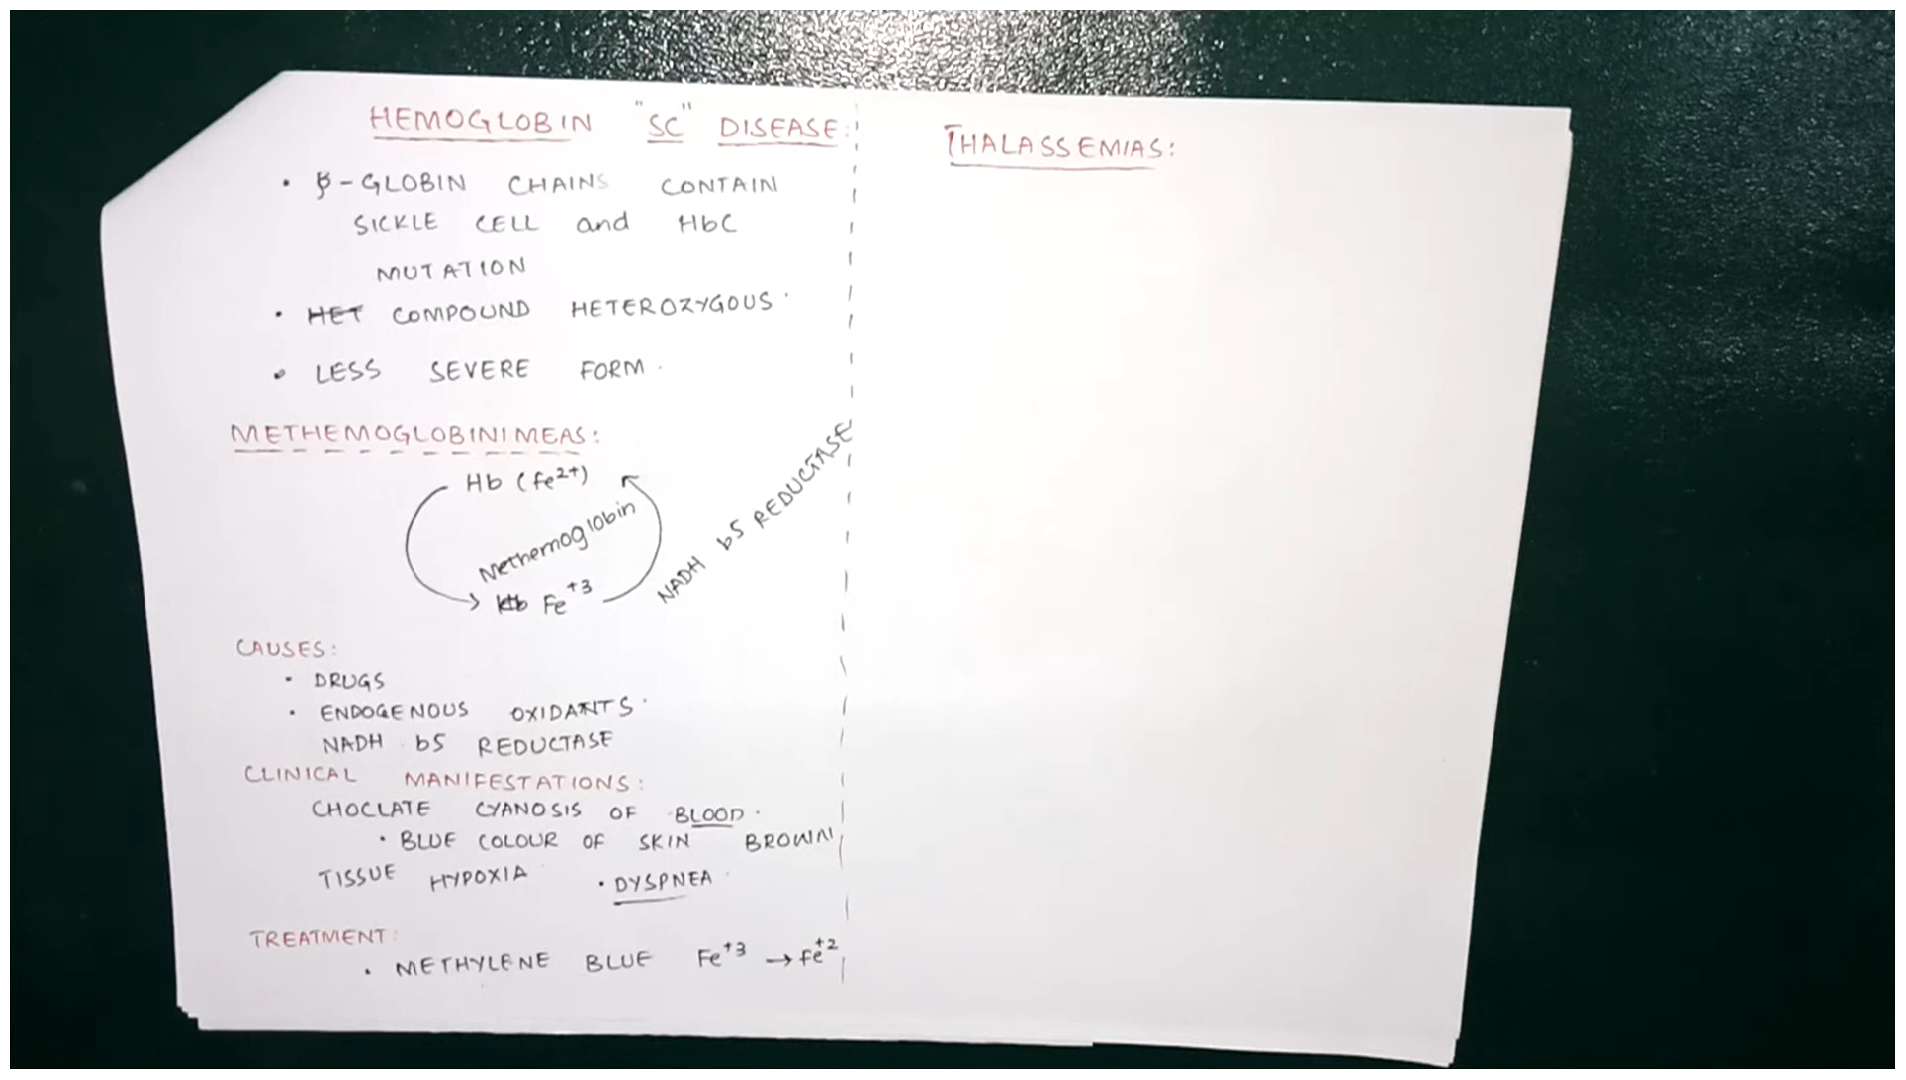 HEMOGLOBIN "SC" DISEASE:
• β-GLOBIN CHAINS CONTAIN
SICKLE CELL and HbC
MUTATION
• HET COMPOUND HETEROZYGOUS.
• LESS SEVERE FORM.
METHEMOGLOBINIMEAS:
Hb (Fe2+)
Methemoglobin
NADH b5 REDUCTASE
Hb Fe+3
CAUSES:
• DRUGS
• ENDOGENOUS OXIDANTS.
NADH b5 REDUCTASE
CLINICAL MANIFESTATIONS:
CHOCLATE CYANOSIS OF BLOOD.
• BLUE COLOUR OF SKIN BROWN
TISSUE HYPOXIA • DYSPNEA
TREATMENT:
• METHYLENE BLUE Fe+3 → Fe+2
THALASSEMIAS: